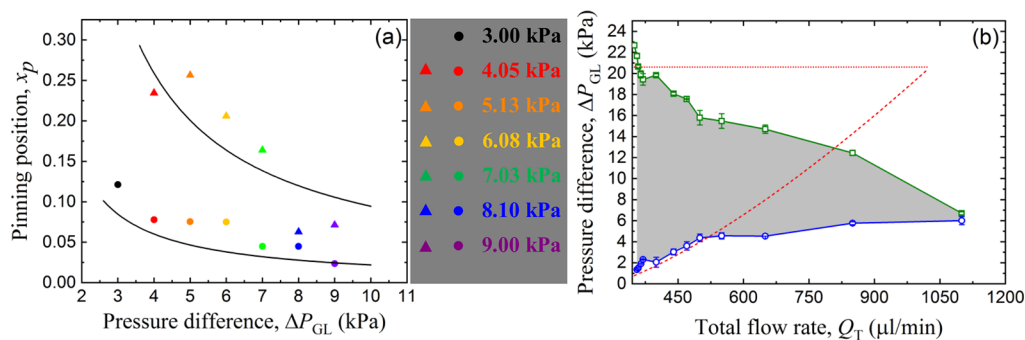 (a)
0.30
0.25
0.20
0.15
0.10
0.05
0.00
Pinning position, xp
2 3 4 5 6 7 8 9 10 11
Pressure difference, ΔPGL (kPa)
3.00 kPa
4.05 kPa
5.13 kPa
6.08 kPa
7.03 kPa
8.10 kPa
9.00 kPa
(b)
24
22
20
18
16
14
12
10
8
6
4
2
0
Pressure difference, ΔPGL (kPa)
450 600 750 900 1050 1200
Total flow rate, QT (μl/min)